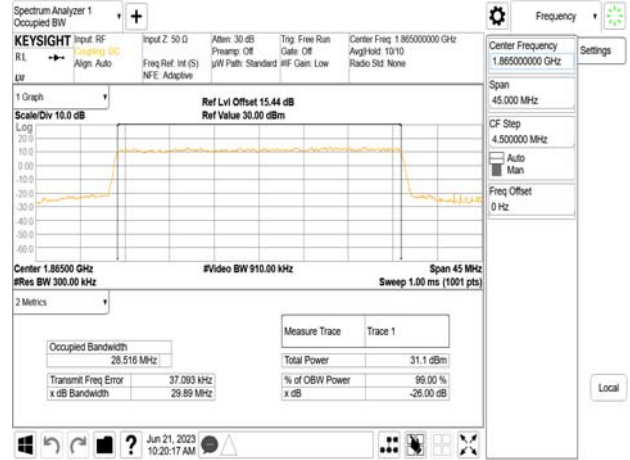 Spectrum Analyzer 1
Occupied BW
Frequency
KEYSIGHT
RL
Input: RF
Coupling: DC
Align: Auto
Input Z: 50 Ω
Freq Ref: Int (S)
NFE: Adaptive
Atten: 30 dB
Preamp: Off
µW Path: Standard
Trig: Free Run
Gate: Off
#IF Gain: Low
Center Freq: 1.865000000 GHz
Avg|Hold: 10/10
Radio Std: None
Center Frequency
1.865000000 GHz
Settings
Span
45.000 MHz
CF Step
4.500000 MHz
Auto
Man
Freq Offset
0 Hz
Local
1 Graph
Scale/Div 10.0 dB
Ref Lvl Offset 15.44 dB
Ref Value 30.00 dBm
Log
20.0
10.0
0.00
-10.0
-20.0
-30.0
-40.0
-50.0
-60.0
Center 1.86500 GHz
#Video BW 910.00 kHz
Span 45 MHz
#Res BW 300.00 kHz
Sweep 1.00 ms (1001 pts)
2 Metrics
Measure Trace
Trace 1
Occupied Bandwidth
28.516 MHz
Total Power
31.1 dBm
Transmit Freq Error
37.093 kHz
% of OBW Power
99.00 %
x dB Bandwidth
29.89 MHz
x dB
-26.00 dB
?
Jun 21, 2023
10:20:17 AM